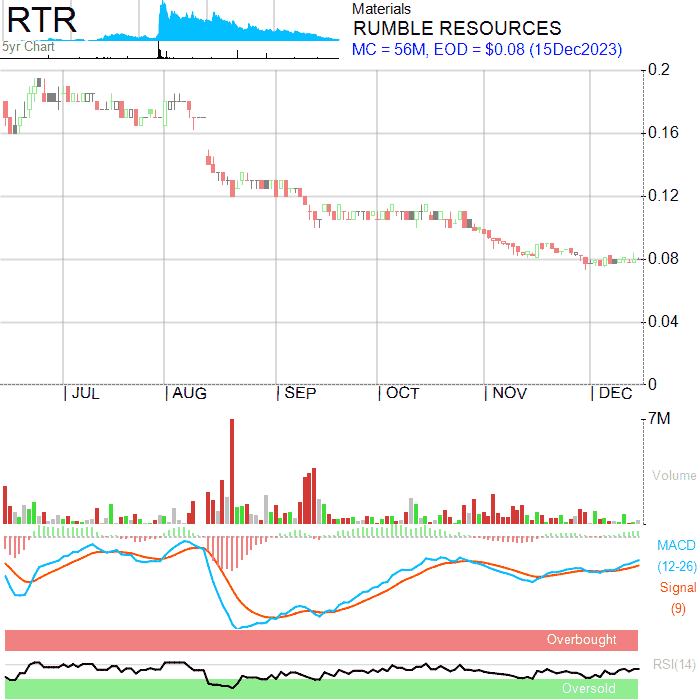 RTR
5yr Chart
Materials
RUMBLE RESOURCES
MC = 56M, EOD = $0.08 (15Dec2023)
0.2
0.16
0.12
0.08
0.04
0
JUL AUG SEP OCT NOV DEC
7M
Volume
MACD
(12-26)
Signal
(9)
Overbought
RSI(14)
Oversold